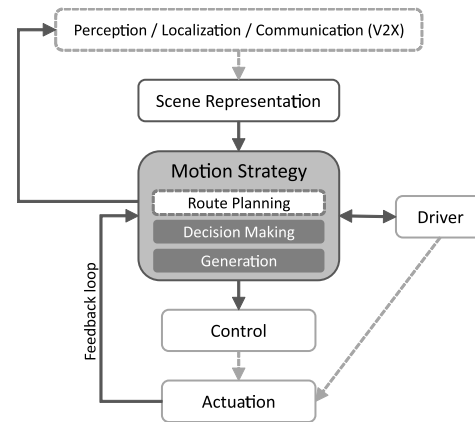 Perception / Localization / Communication (V2X)
Scene Representation
Motion Strategy
Route Planning
Decision Making
Generation
Driver
Feedback loop
Control
Actuation